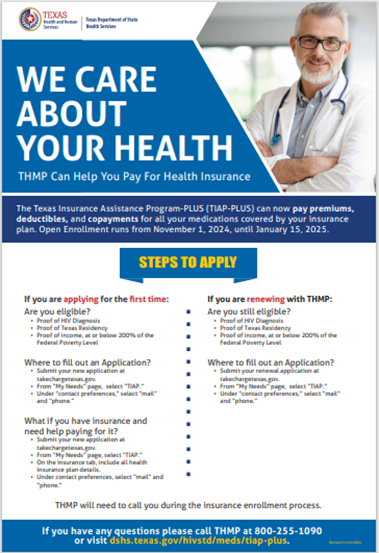 TEXAS
Health and Human
Services
Texas Department of State
Health Services
WE CARE
ABOUT
YOUR HEALTH
THMP Can Help You Pay For Health Insurance
The Texas Insurance Assistance Program-PLUS (TIAP-PLUS) can now pay premiums,
deductibles, and copayments for all your medications covered by your insurance
plan. Open Enrollment runs from November 1, 2024, until January 15, 2025.
STEPS TO APPLY
If you are applying for the first time:
Are you eligible?
• Proof of HIV Diagnosis
• Proof of Texas Residency
• Proof of income, at or below 200% of the
Federal Poverty Level
Where to fill out an Application?
• Submit your new application at
takechargetexas.gov.
• From "My Needs" page, select "TIAP."
• Under "contact preferences," select "mail"
and "phone."
What if you have insurance and
need help paying for it?
• Submit your new application at
takechargetexas.gov.
• From "My Needs" page, select "TIAP."
• On the insurance tab, include all health
insurance plan details.
• Under contact preferences, select "mail" and
"phone."
If you are renewing with THMP:
Are you still eligible?
• Proof of HIV Diagnosis
• Proof of Texas Residency
• Proof of income, at or below 200% of the
Federal Poverty Level
Where to fill out an Application?
• Submit your renewal application at
takechargetexas.gov.
• From "My Needs" page, select "TIAP."
• Under "contact preferences," select "mail"
and "phone."
THMP will need to call you during the insurance enrollment process.
If you have any questions please call THMP at 800-255-1090
or visit dshs.texas.gov/hivstd/meds/tiap-plus.